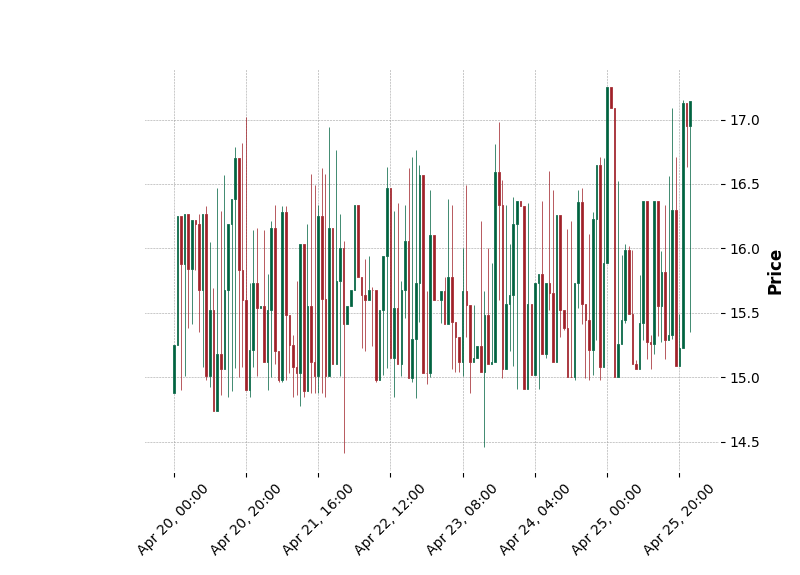 17.0
16.5
16.0
15.5
15.0
14.5
Price
Apr 20, 00:00
Apr 20, 20:00
Apr 21, 16:00
Apr 22, 12:00
Apr 23, 08:00
Apr 24, 04:00
Apr 25, 00:00
Apr 25, 20:00